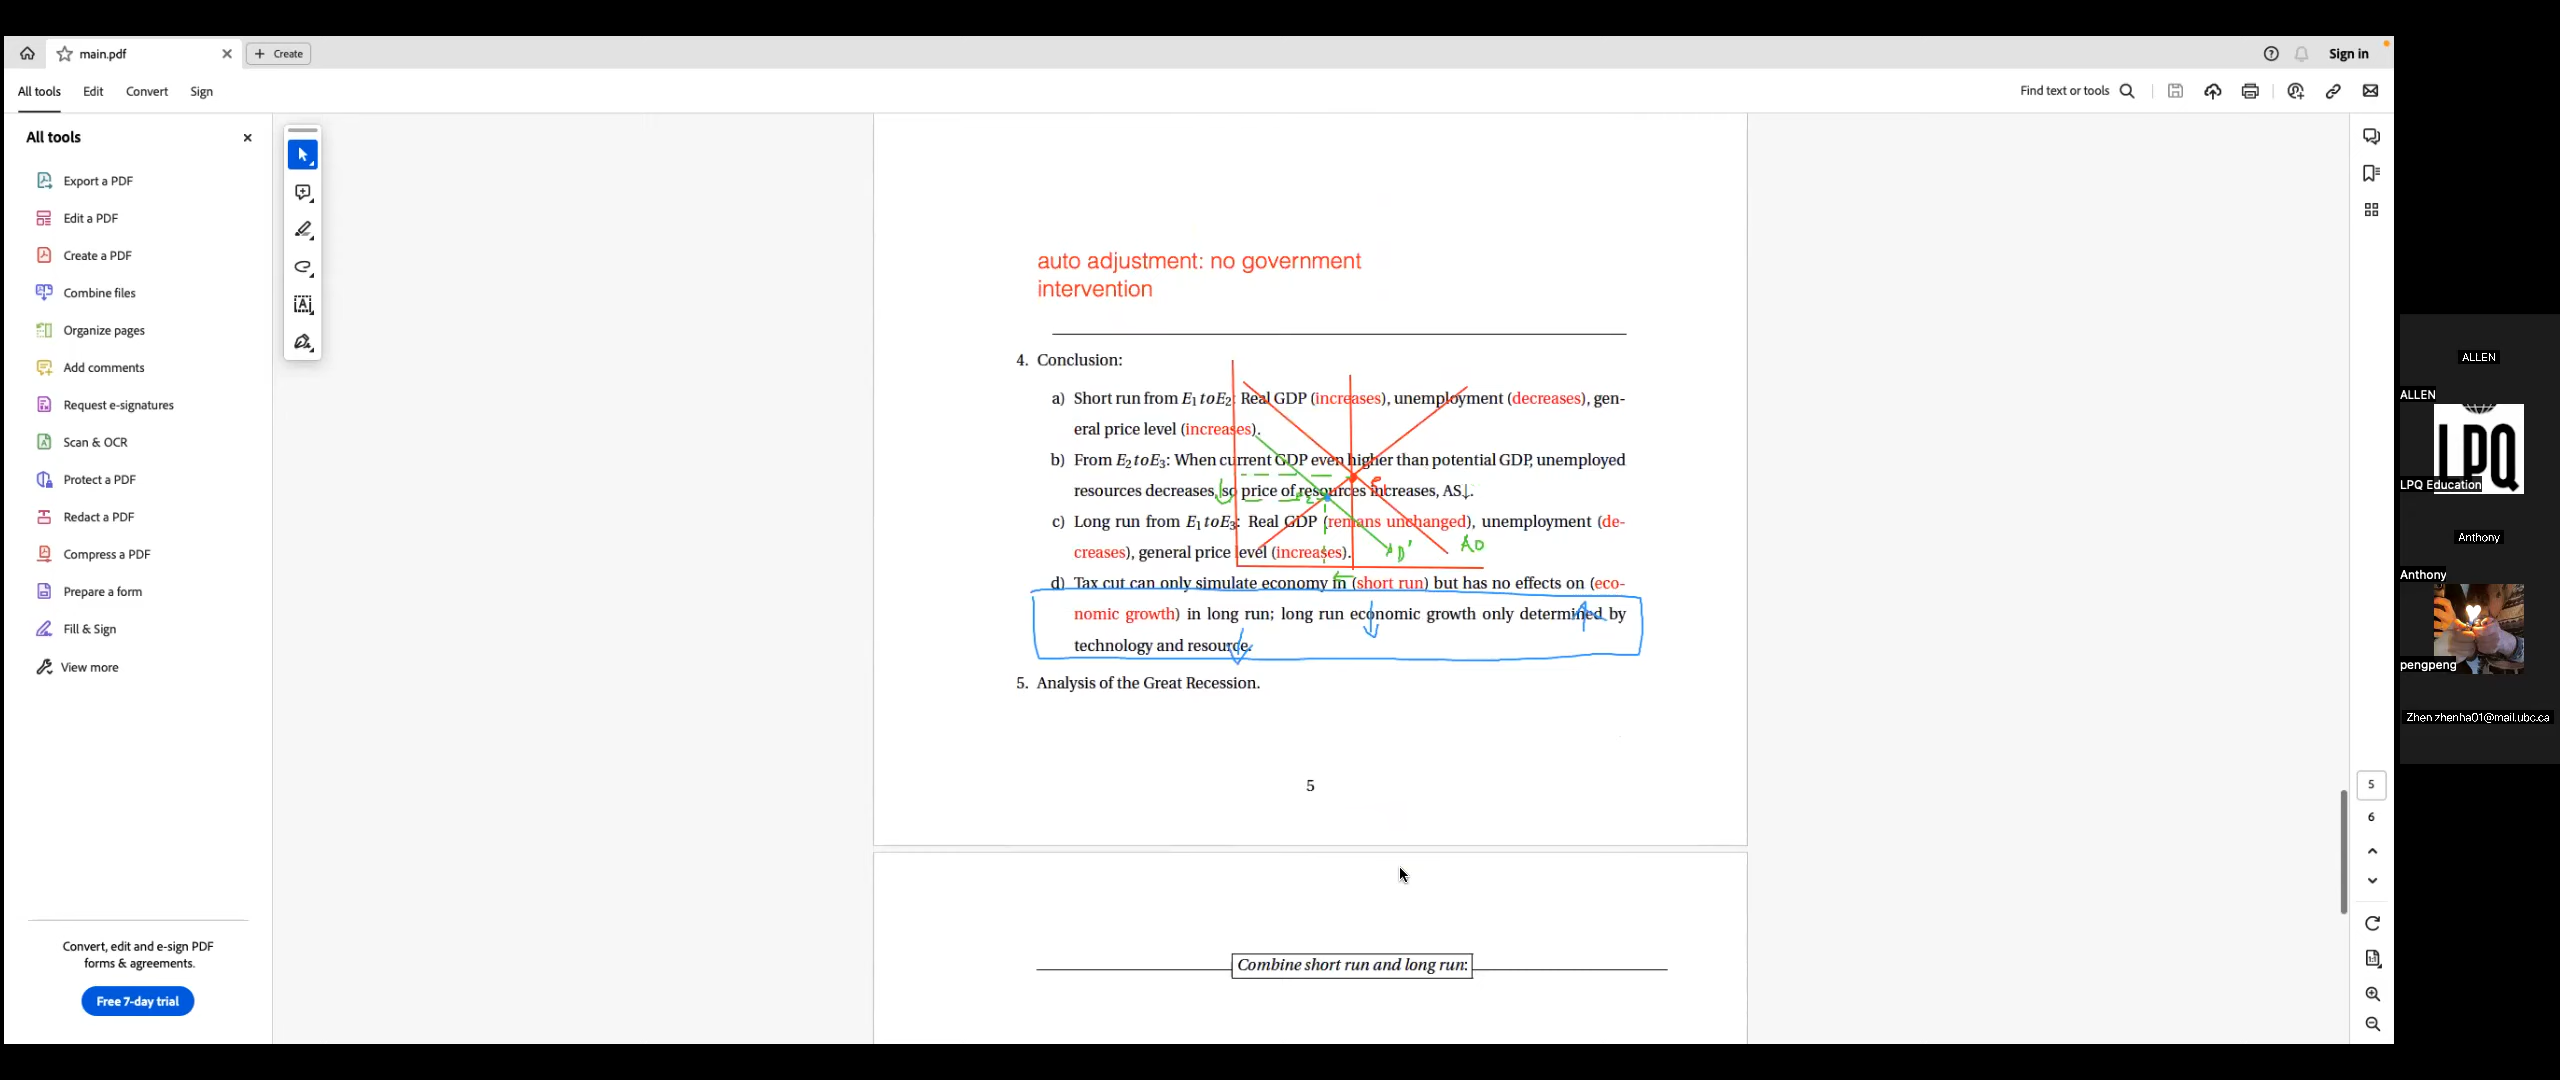 main.pdf
Create
Sign in
All tools
Edit
Convert
Sign
Find text or tools
All tools
Export a PDF
Edit a PDF
Create a PDF
Combine files
Organize pages
Add comments
Request e-signatures
Scan & OCR
Protect a PDF
Redact a PDF
Compress a PDF
Prepare a form
Fill & Sign
View more
Convert, edit and e-sign PDF
forms & agreements.
Free 7-day trial
auto adjustment: no government
intervention
4. Conclusion:
a) Short run from E1 toE2: Real GDP (increases), unemployment (decreases), gen-
eral price level (increases).
b) From E2 toE3: When current GDP even higher than potential GDP, unemployed
resources decreases, so price of resources increases, AS↓.
c) Long run from E1 toE3: Real GDP (remans unchanged), unemployment (de-
creases), general price level (increases).
d) Tax cut can only simulate economy in (short run) but has no effects on (eco-
nomic growth) in long run; long run economic growth only determined by
technology and resource.
AD
5. Analysis of the Great Recession.
5
Combine short run and long run:
5
6
ALLEN
ALLEN
LPQ
LPQ Education
Anthony
Anthony
pengpeng
Zhen zhenha01@mail.ubc.ca